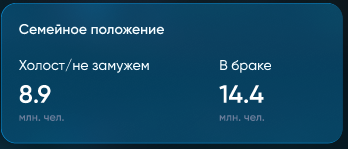 Семейное положение
Холост/не замужем В браке
8.9 14.4
млн. чел. млн. чел.